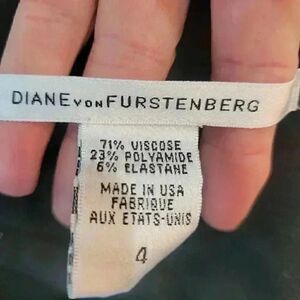 DIANE VON FURSTENBERG
71% VISCOSE
23% POLYAMIDE
6% ELASTANE
MADE IN USA
FABRIQUE
AUX ETATS-UNIS
4